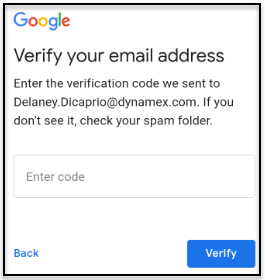 Google
Verify your email address
Enter the verification code we sent to
Delaney.Dicaprio@dynamex.com. If you
don't see it, check your spam folder.
Enter code
Back
Verify